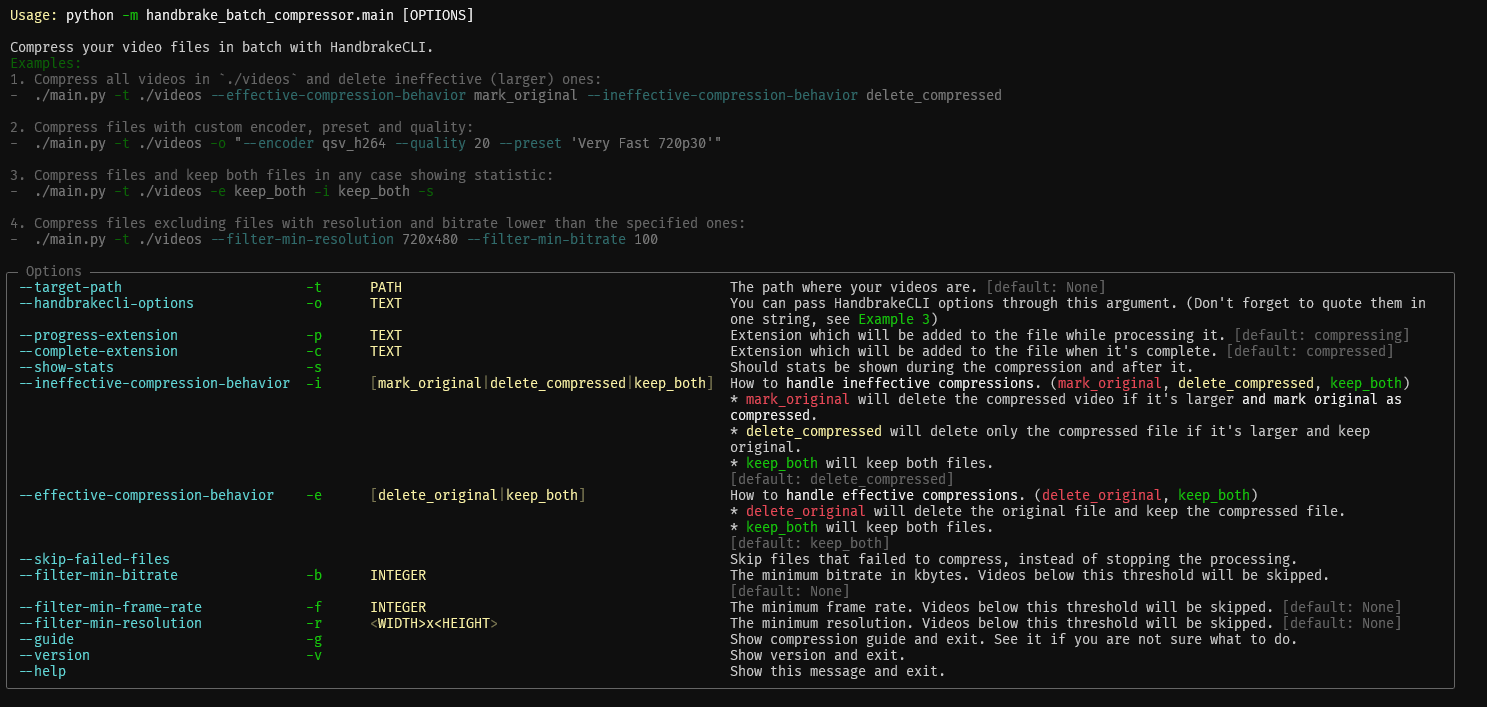 Usage: python -m handbrake_batch_compressor.main [OPTIONS]
Compress your video files in batch with HandbrakeCLI.
Examples:
1. Compress all videos in `./videos` and delete ineffective (larger) ones:
-  ./main.py -t ./videos --effective-compression-behavior mark_original --ineffective-compression-behavior delete_compressed
2. Compress files with custom encoder, preset and quality:
-  ./main.py -t ./videos -o "--encoder qsv_h264 --quality 20 --preset 'Very Fast 720p30'"
3. Compress files and keep both files in any case showing statistic:
-  ./main.py -t ./videos -e keep_both -i keep_both -s
4. Compress files excluding files with resolution and bitrate lower than the specified ones:
-  ./main.py -t ./videos --filter-min-resolution 720x480 --filter-min-bitrate 100
Options
--target-path -t PATH The path where your videos are. [default: None]
--handbrakecli-options -o TEXT You can pass HandbrakeCLI options through this argument. (Don't forget to quote them in
one string, see Example 3)
--progress-extension -p TEXT Extension which will be added to the file while processing it. [default: compressing]
--complete-extension -c TEXT Extension which will be added to the file when it's complete. [default: compressed]
--show-stats -s Should stats be shown during the compression and after it.
--ineffective-compression-behavior -i [mark_original|delete_compressed|keep_both] How to handle ineffective compressions. (mark_original, delete_compressed, keep_both)
* mark_original will delete the compressed video if it's larger and mark original as
compressed.
* delete_compressed will delete only the compressed file if it's larger and keep
original.
* keep_both will keep both files.
[default: delete_compressed]
--effective-compression-behavior -e [delete_original|keep_both] How to handle effective compressions. (delete_original, keep_both)
* delete_original will delete the original file and keep the compressed file.
* keep_both will keep both files.
[default: keep_both]
--skip-failed-files Skip files that failed to compress, instead of stopping the processing.
--filter-min-bitrate -b INTEGER The minimum bitrate in kbytes. Videos below this threshold will be skipped.
[default: None]
--filter-min-frame-rate -f INTEGER The minimum frame rate. Videos below this threshold will be skipped. [default: None]
--filter-min-resolution -r <WIDTH>x<HEIGHT> The minimum resolution. Videos below this threshold will be skipped. [default: None]
--guide -g Show compression guide and exit. See it if you are not sure what to do.
--version -v Show version and exit.
--help Show this message and exit.